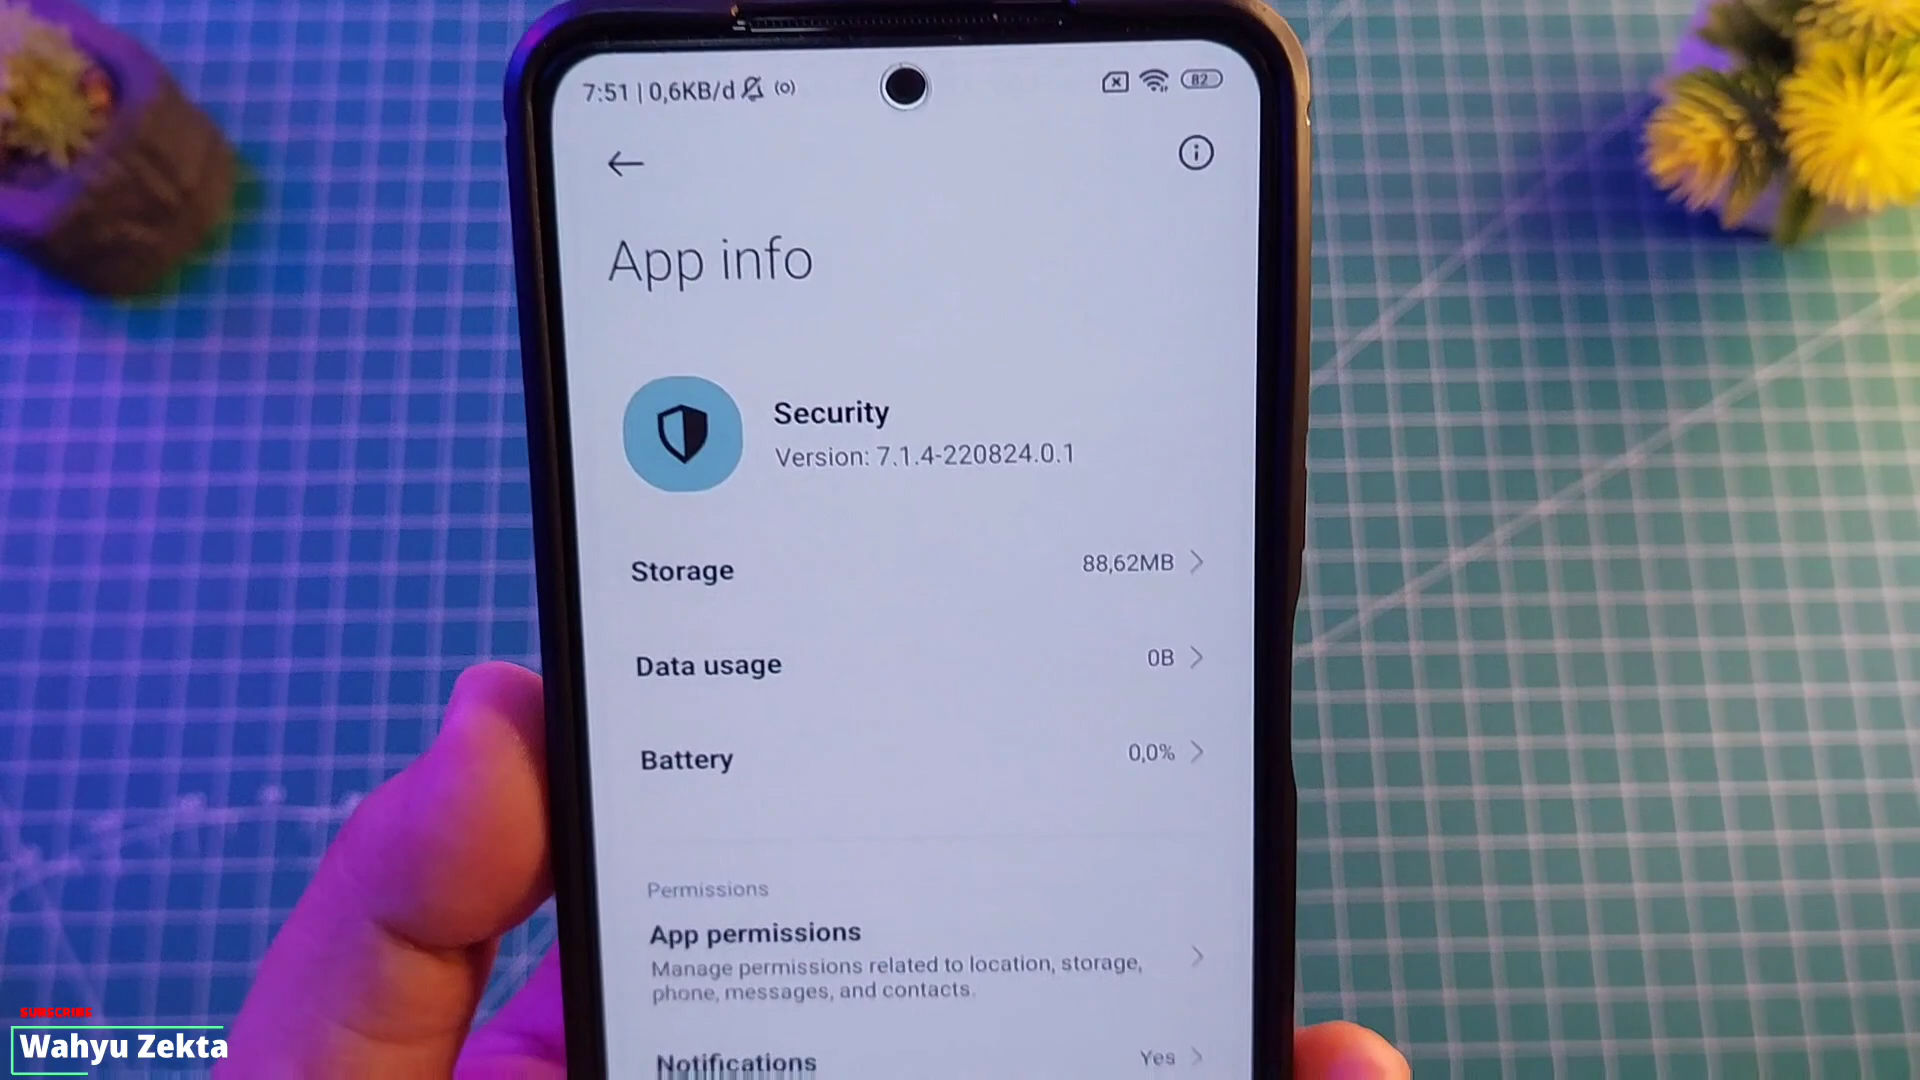 7:51 | 0,6KB/d
82
App info
Security
Version: 7.1.4-220824.0.1
Storage 88,62MB
Data usage 0B
Battery 0,0%
Permissions
App permissions
Manage permissions related to location, storage,
phone, messages, and contacts.
Notifications Yes
SUBSCRIBE
Wahyu Zekta